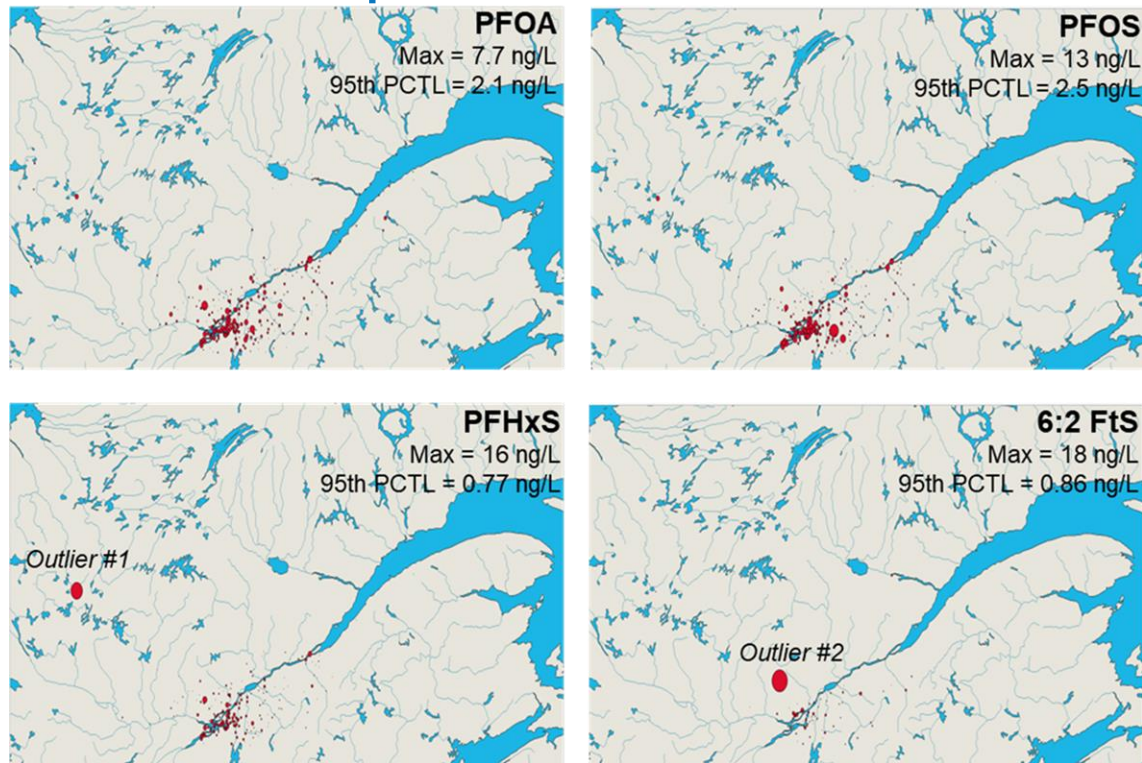 PFOA
Max = 7.7 ng/L
95th PCTL = 2.1 ng/L
PFOS
Max = 13 ng/L
95th PCTL = 2.5 ng/L
PFHxS
Max = 16 ng/L
95th PCTL = 0.77 ng/L
Outlier #1
6:2 FtS
Max = 18 ng/L
95th PCTL = 0.86 ng/L
Outlier #2